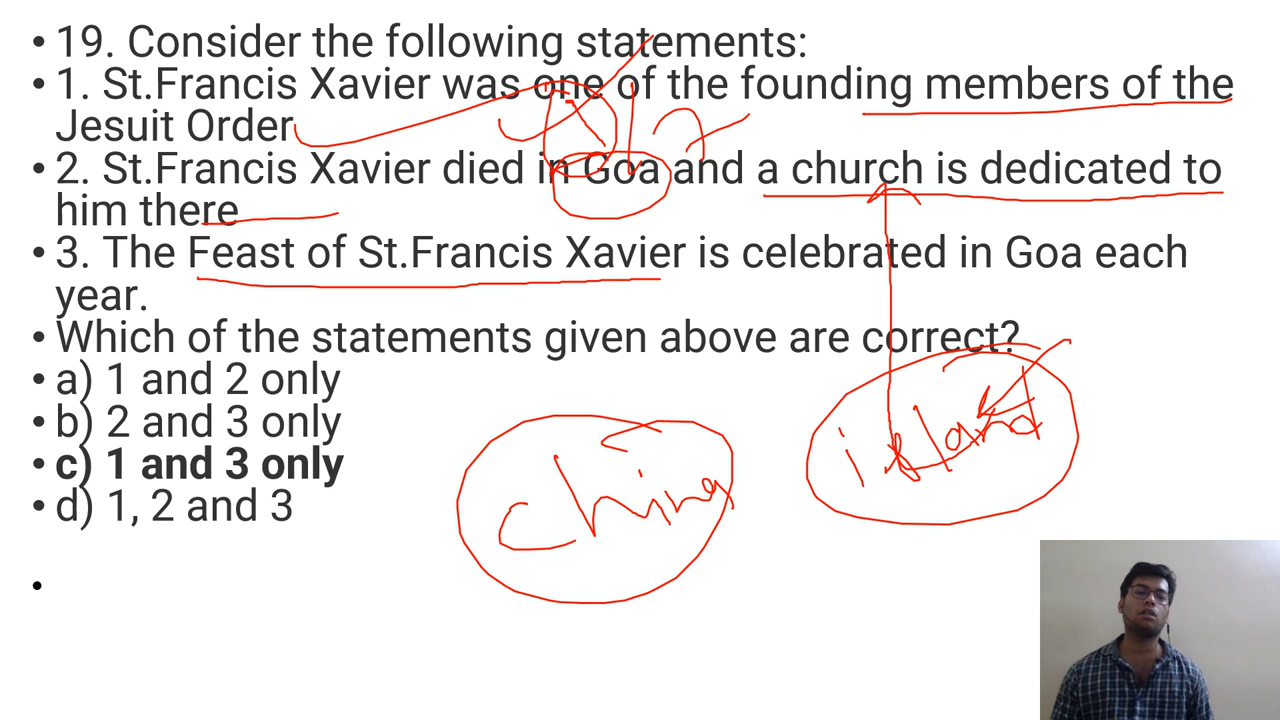 • 19. Consider the following statements:
• 1. St.Francis Xavier was one of the founding members of the
Jesuit Order
• 2. St.Francis Xavier died in Goa and a church is dedicated to
him there
• 3. The Feast of St.Francis Xavier is celebrated in Goa each
year.
• Which of the statements given above are correct?
• a) 1 and 2 only
• b) 2 and 3 only
• c) 1 and 3 only
• d) 1, 2 and 3
island
china
•